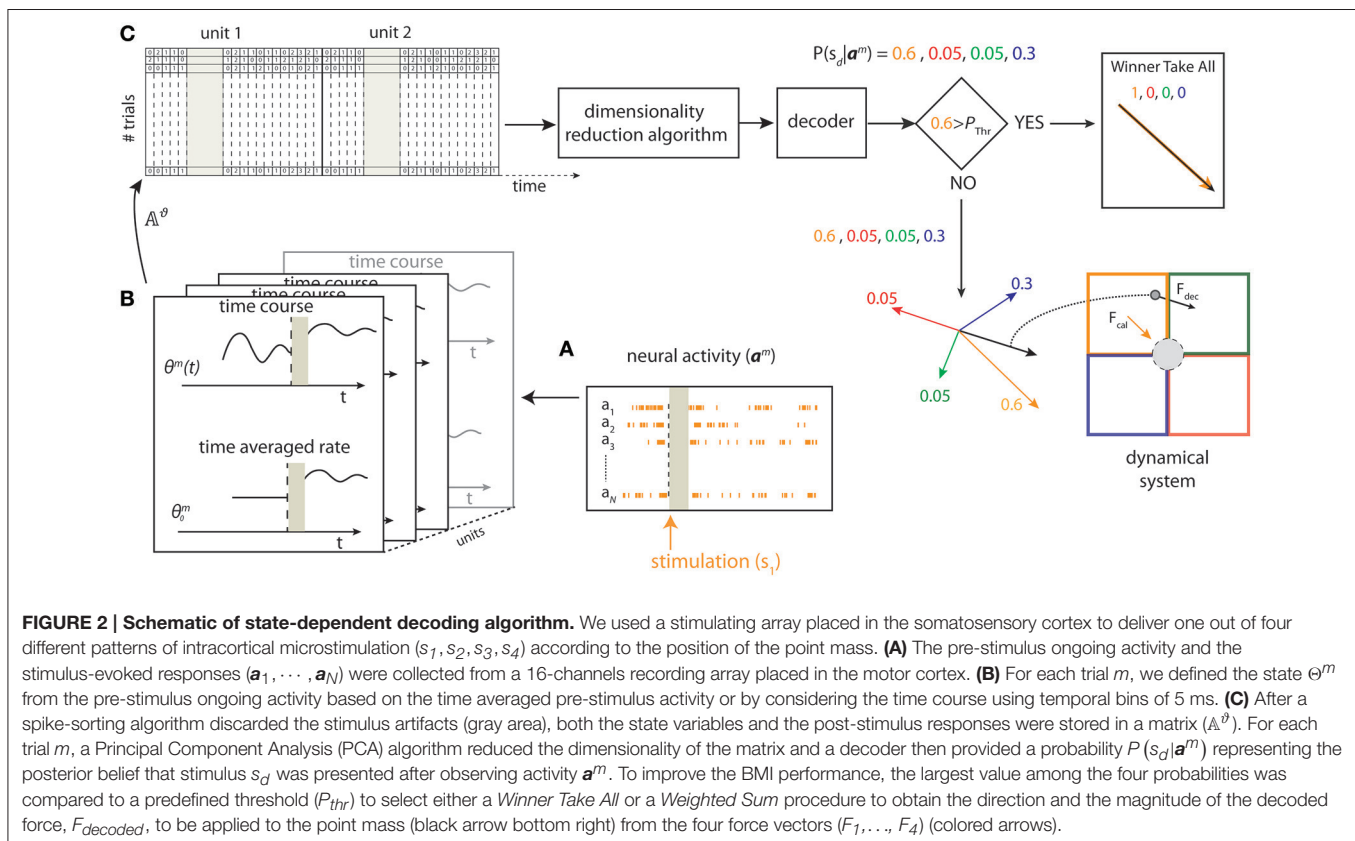 C
unit 1
unit 2
0 2 1 1 1 0
# trials
time
𝔸^ϑ
dimensionality
reduction algorithm
decoder
P(s_d|a^m) = 0.6 , 0.05, 0.05, 0.3
0.6>P_Thr
YES
NO
Winner Take All
1, 0, 0, 0
0.6 , 0.05, 0.05, 0.3
0.05
0.3
0.05
0.6
F_dec
F_cal
dynamical
system
B
time course
time course
time course
time course
θ^m(t)
t
time averaged rate
θ_0^m
t
t
t
units
A
neural activity (a^m)
a_1
a_2
a_3
a_N
stimulation (s_1)
FIGURE 2 | Schematic of state-dependent decoding algorithm. We used a stimulating array placed in the somatosensory cortex to deliver one out of four
different patterns of intracortical microstimulation (s_1, s_2, s_3, s_4) according to the position of the point mass. (A) The pre-stimulus ongoing activity and the
stimulus-evoked responses (a_1, · · · , a_N) were collected from a 16-channels recording array placed in the motor cortex. (B) For each trial m, we defined the state Θ^m
from the pre-stimulus ongoing activity based on the time averaged pre-stimulus activity or by considering the time course using temporal bins of 5 ms. (C) After a
spike-sorting algorithm discarded the stimulus artifacts (gray area), both the state variables and the post-stimulus responses were stored in a matrix (𝔸^ϑ). For each
trial m, a Principal Component Analysis (PCA) algorithm reduced the dimensionality of the matrix and a decoder then provided a probability P (s_d|a^m) representing the
posterior belief that stimulus s_d was presented after observing activity a^m. To improve the BMI performance, the largest value among the four probabilities was
compared to a predefined threshold (P_thr) to select either a Winner Take All or a Weighted Sum procedure to obtain the direction and the magnitude of the decoded
force, F_decoded, to be applied to the point mass (black arrow bottom right) from the four force vectors (F_1, . . ., F_4) (colored arrows).